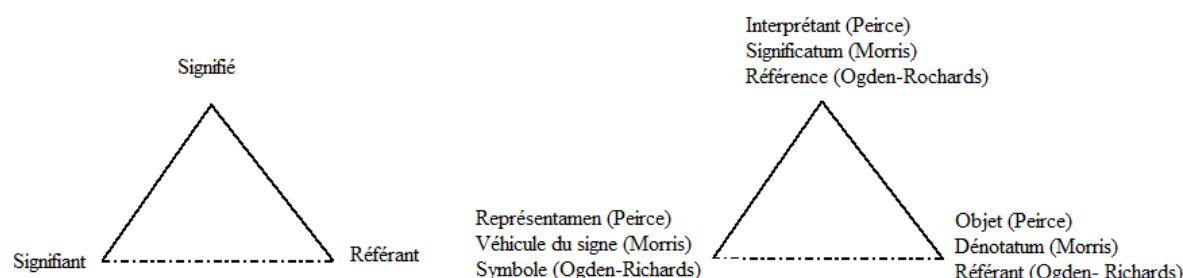 Signifié
Signifiant
Référant
Interprétant (Peirce)
Significatum (Morris)
Référence (Ogden-Rochards)
Représentamen (Peirce)
Véhicule du signe (Morris)
Symbole (Ogden-Richards)
Objet (Peirce)
Dénotatum (Morris)
Référant (Ogden- Richards)